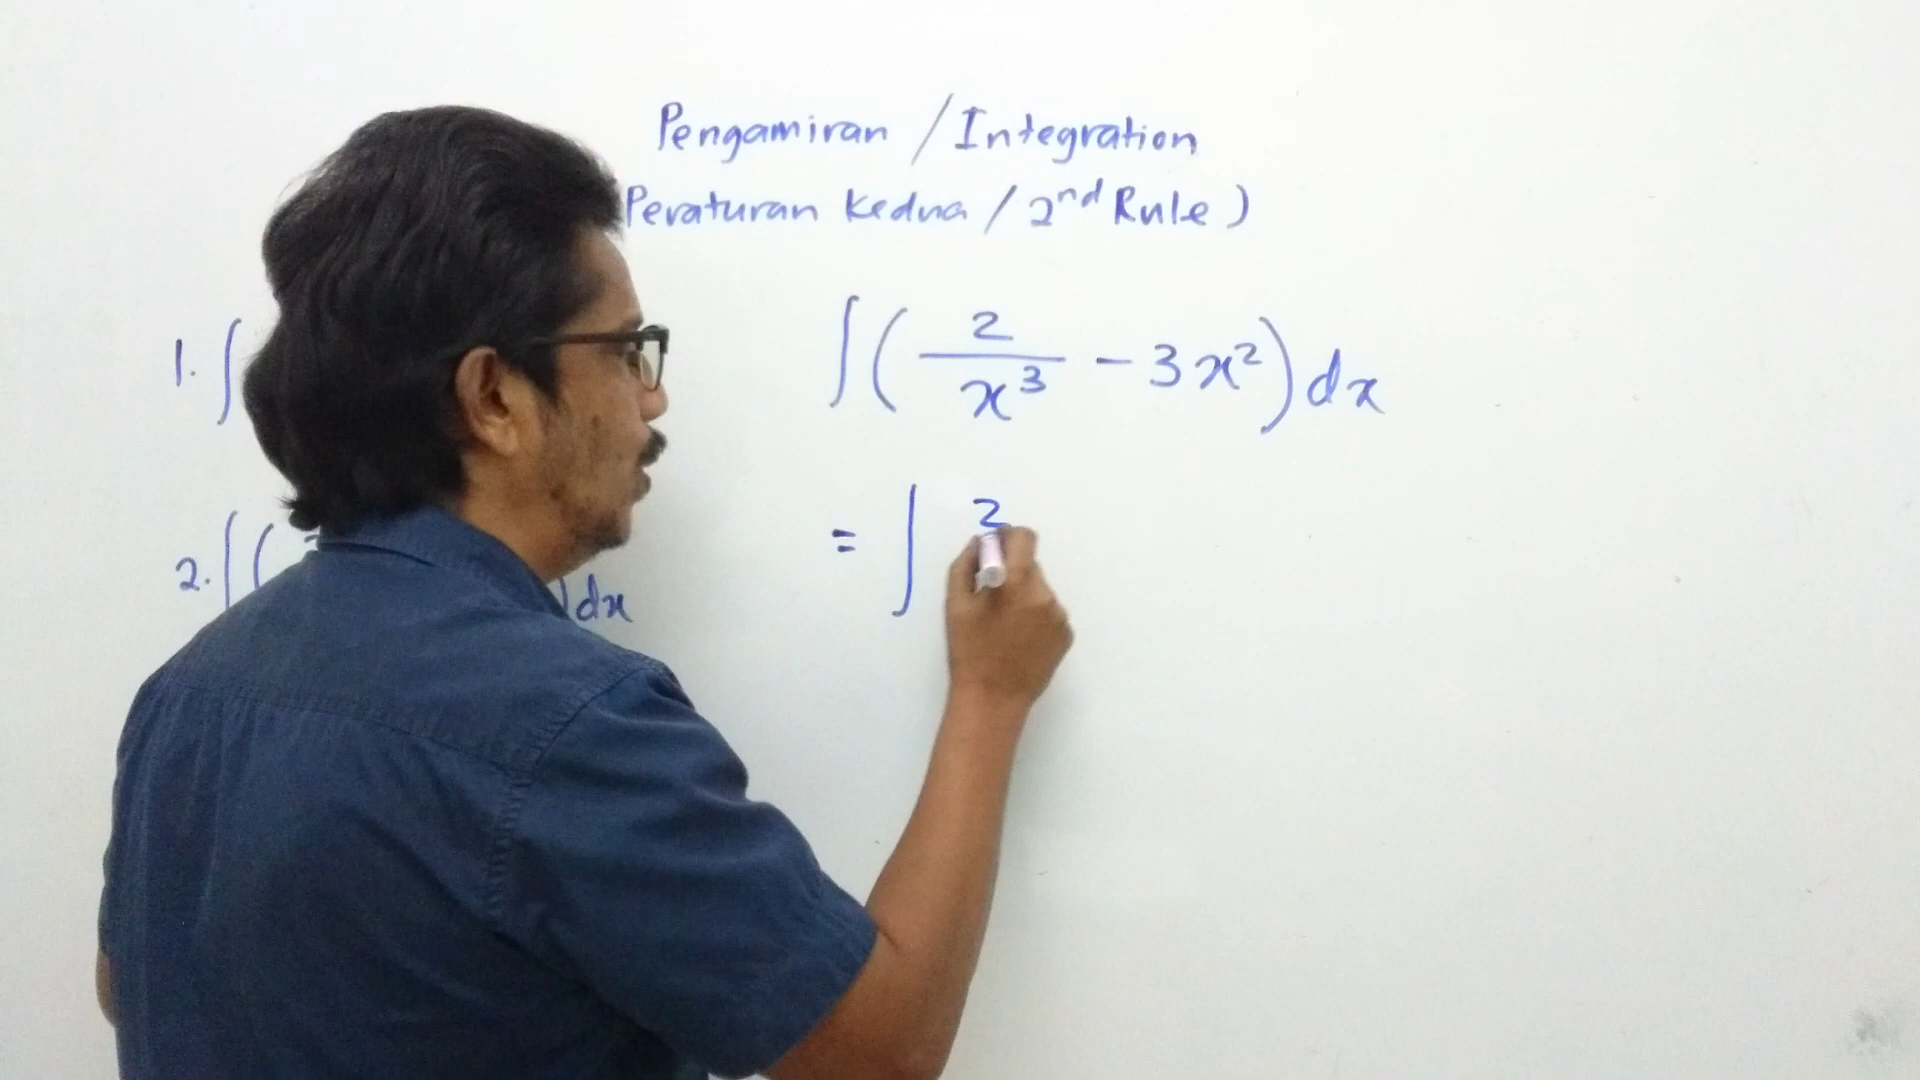 Pengamiran / Integration
Peraturan Kedua / 2nd Rule )
1. ∫
∫ ( 2/x³ - 3x² ) dx
2. ∫ ( ) dx
= ∫ 2